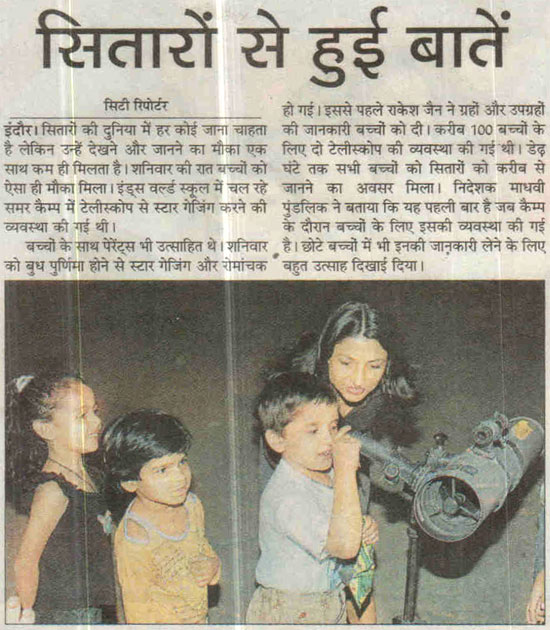 सितारों से हुई बातें
सिटी रिपोर्टर
इंदौर। सितारों की दुनिया में हर कोई जाना चाहता
है लेकिन उन्हें देखने और जानने का मौका एक
साथ कम ही मिलता है। शनिवार की रात बच्चों को
ऐसा ही मौका मिला। इंड्स वर्ल्ड स्कूल में चल रहे
समर कैम्प में टेलीस्कोप से स्टार गेजिंग करने की
व्यवस्था की गई थी।
बच्चों के साथ पेरेंट्स भी उत्साहित थे। शनिवार
को बुध पुर्णिमा होने से स्टार गेजिंग और रोमांचक
हो गई। इससे पहले राकेश जैन ने ग्रहों और उपग्रहों
की जानकारी बच्चों को दी। करीब 100 बच्चों के
लिए दो टेलीस्कोप की व्यवस्था की गई थी। डेढ़
घंटे तक सभी बच्चों को सितारों को करीब से
जानने का अवसर मिला। निदेशक माधवी
पुंडलिक ने बताया कि यह पहली बार है जब कैम्प
के दौरान बच्चों के लिए इसकी व्यवस्था की गई
है। छोटे बच्चों में भी इनकी जानकारी लेने के लिए
बहुत उत्साह दिखाई दिया।